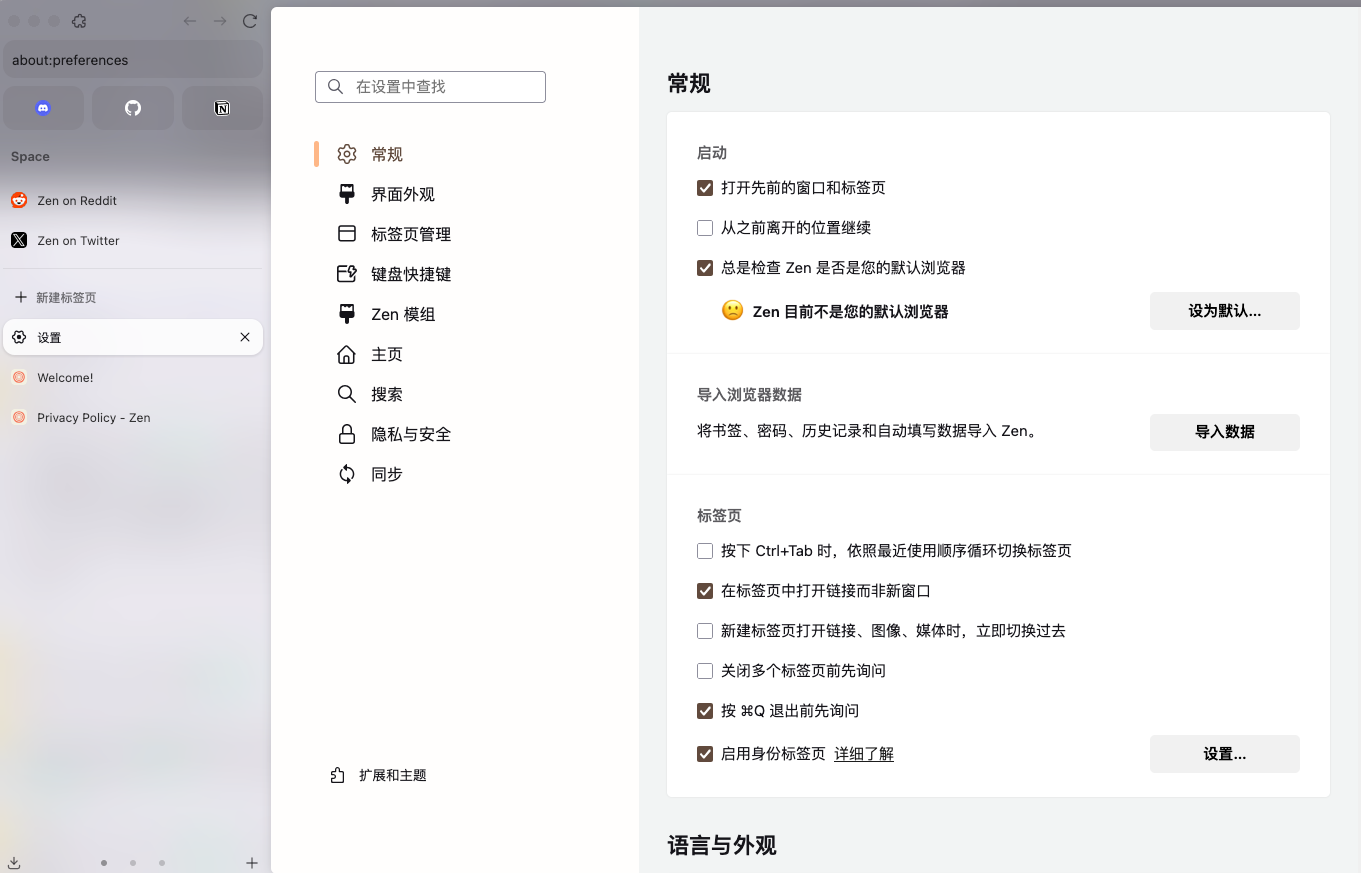 about:preferences
Space
Zen on Reddit
Zen on Twitter
新建标签页
设置
Welcome!
Privacy Policy - Zen
在设置中查找
常规
界面外观
标签页管理
键盘快捷键
Zen 模组
主页
搜索
隐私与安全
同步
扩展和主题
常规
启动
打开先前的窗口和标签页
从之前离开的位置继续
总是检查 Zen 是否是您的默认浏览器
Zen 目前不是您的默认浏览器
设为默认...
导入浏览器数据
将书签、密码、历史记录和自动填写数据导入 Zen。
导入数据
标签页
按下 Ctrl+Tab 时，依照最近使用顺序循环切换标签页
在标签页中打开链接而非新窗口
新建标签页打开链接、图像、媒体时，立即切换过去
关闭多个标签页前先询问
按 ⌘Q 退出前先询问
启用身份标签页 详细了解
设置...
语言与外观